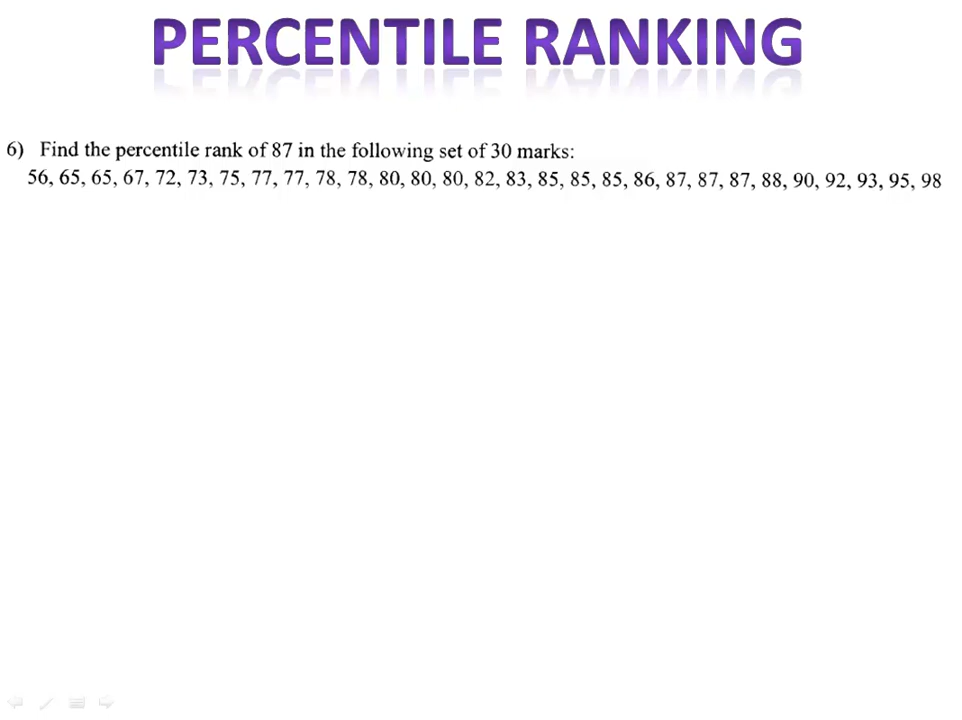 PERCENTILE RANKING
6) Find the percentile rank of 87 in the following set of 30 marks:
56, 65, 65, 67, 72, 73, 75, 77, 77, 78, 78, 80, 80, 80, 82, 83, 85, 85, 85, 86, 87, 87, 87, 88, 90, 92, 93, 95, 98